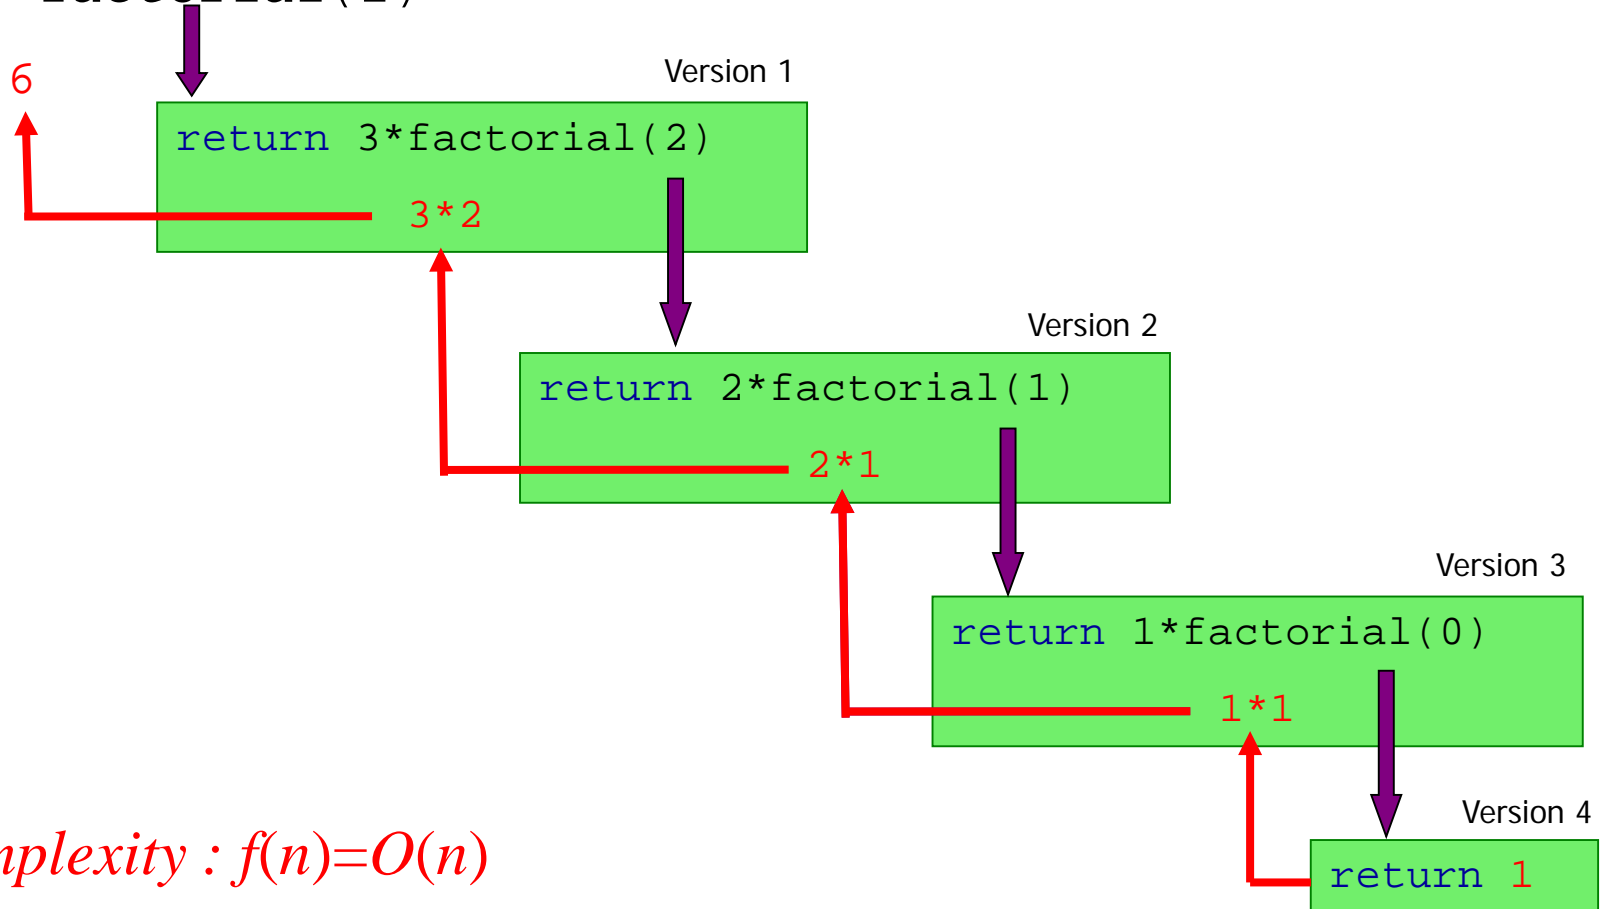 6
Version 1
return 3*factorial(2)
3*2
Version 2
return 2*factorial(1)
2*1
Version 3
return 1*factorial(0)
1*1
Version 4
return 1
mplexity : f(n)=O(n)